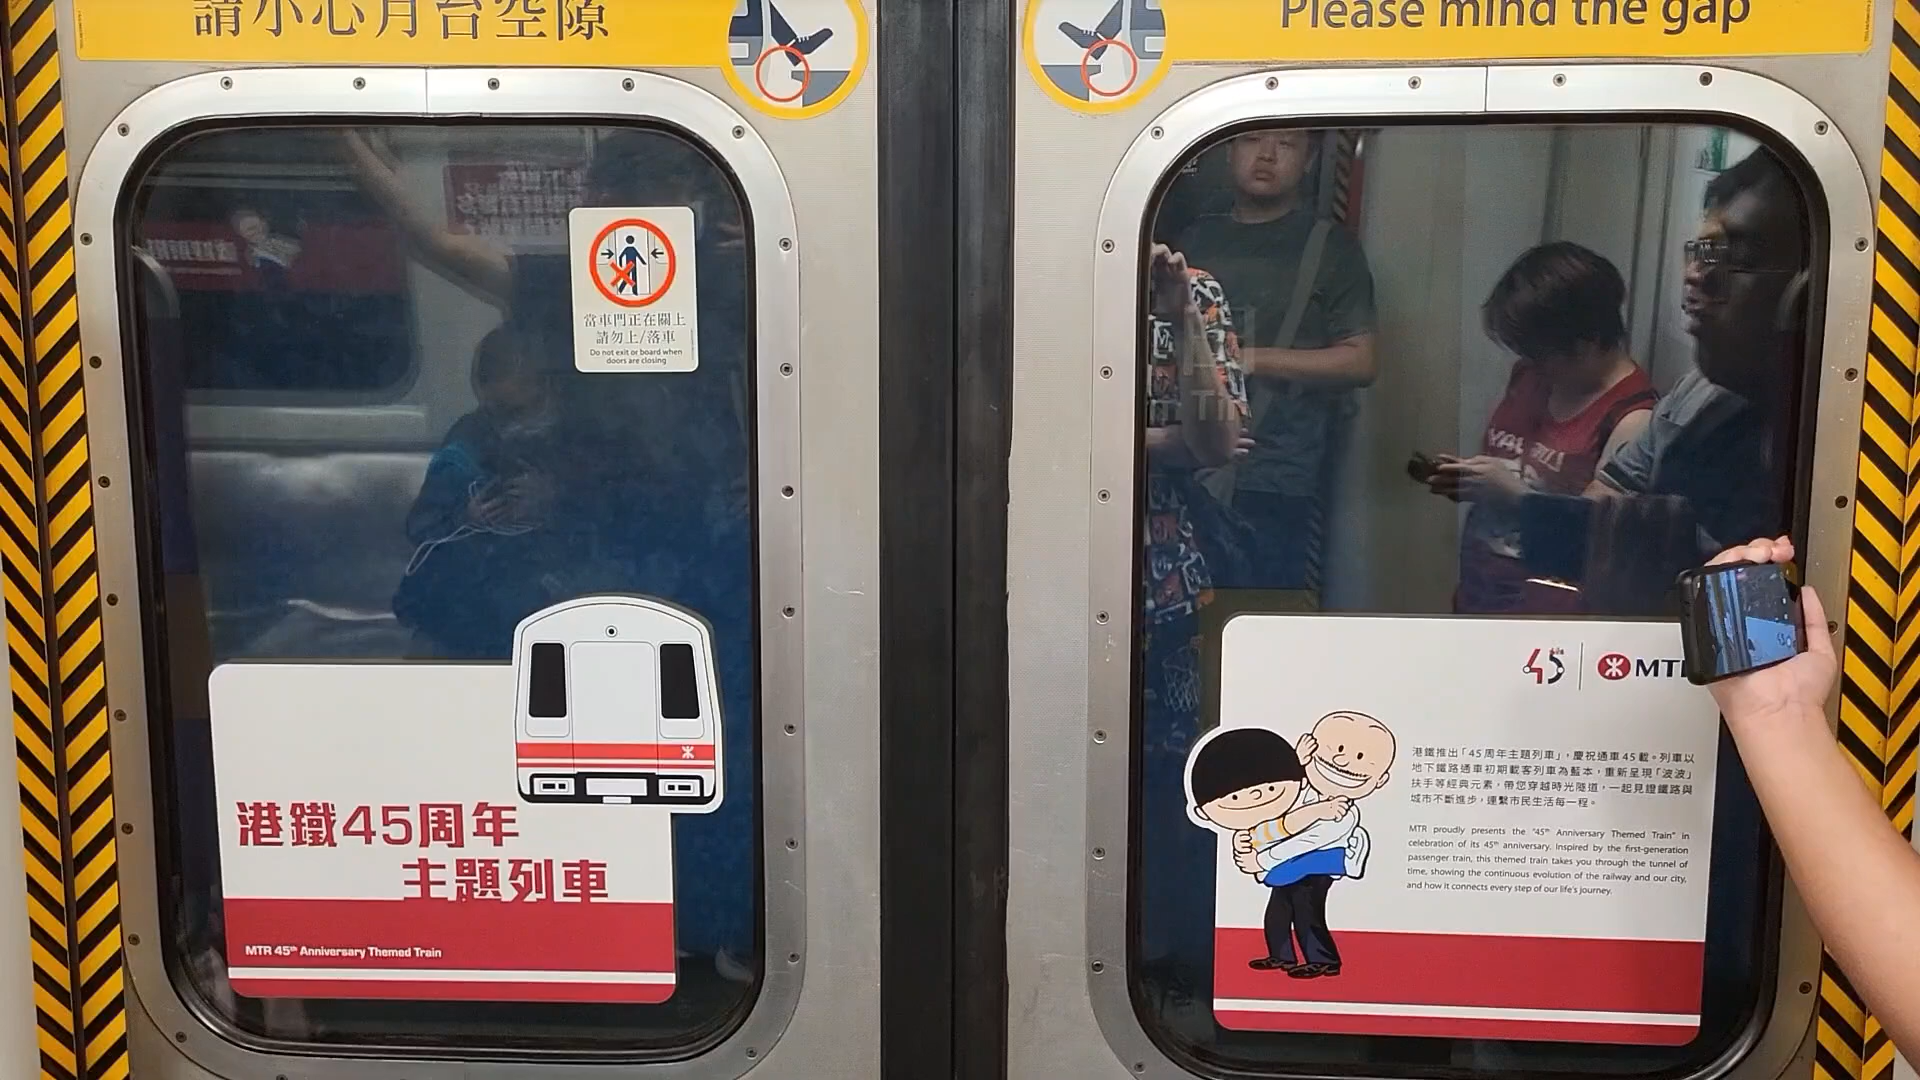 請小心月台空隙
Please mind the gap
當車門正在關上
請勿上/落車
Do not exit or board when
doors are closing
港鐵45周年
主題列車
MTR 45th Anniversary Themed Train
45
港鐵推出「45周年主題列車」，慶祝通車45載。列車以
地下鐵路通車初期載客列車為藍本，重新呈現「波波」
扶手等經典元素，帶您穿越時光隧道，一起見證鐵路與
城市不斷進步，連繫市民生活每一程。
MTR proudly presents the "45th Anniversary Themed Train" in
celebration of its 45th anniversary. Inspired by the first-generation
passenger train, this themed train takes you through the tunnel of
time, showing the continuous evolution of the railway and our city,
and how it connects every step of our life's journey.